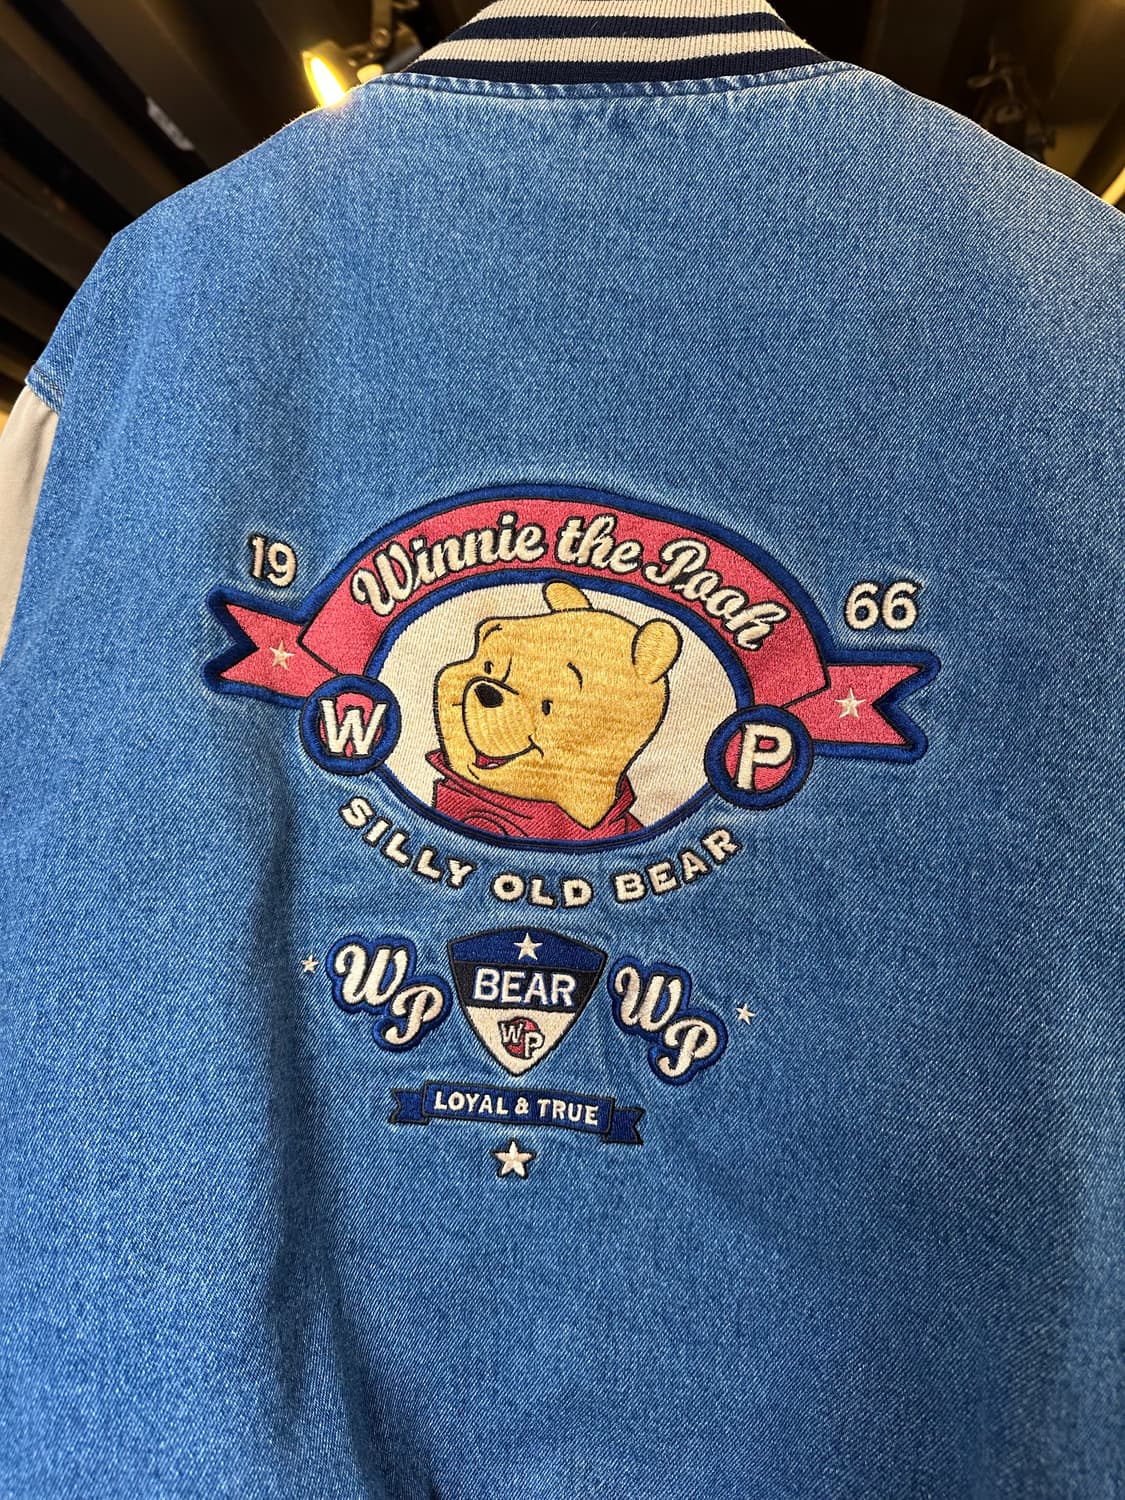 Winnie the Pooh
19 66
W P
SILLY OLD BEAR
WP BEAR WP
WP
LOYAL & TRUE